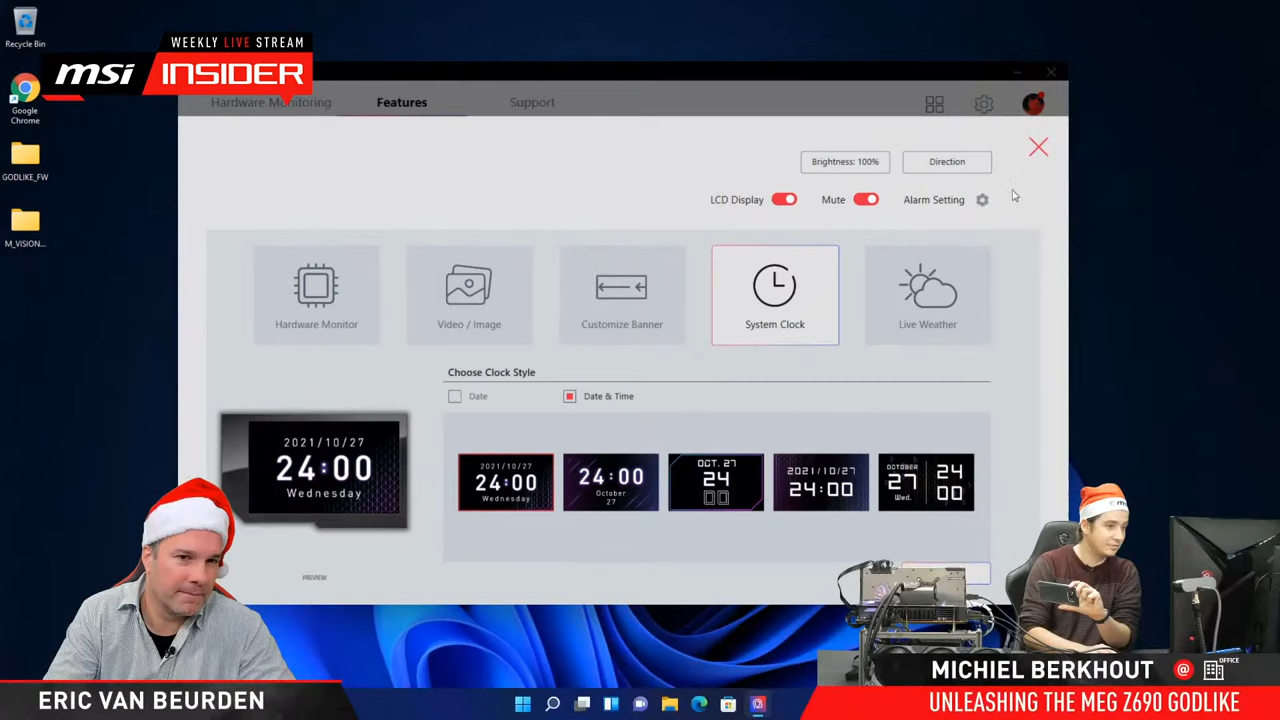 Recycle Bin
WEEKLY LIVE STREAM
msi INSIDER
Google
Chrome
GODLIKE_FW
M_VISION...
Hardware Monitoring
Features
Support
Brightness: 100%
Direction
LCD Display
Mute
Alarm Setting
Hardware Monitor
Video / Image
Customize Banner
System Clock
Live Weather
Choose Clock Style
Date
Date & Time
2021/10/27
24:00
Wednesday
PREVIEW
2021/10/27
24:00
Wednesday
24:00
October
27
OCT. 27
24
00
2021/10/27
24:00
OCTOBER
27
Wed.
24
00
ERIC VAN BEURDEN
MICHIEL BERKHOUT @ OFFICE
UNLEASHING THE MEG Z690 GODLIKE